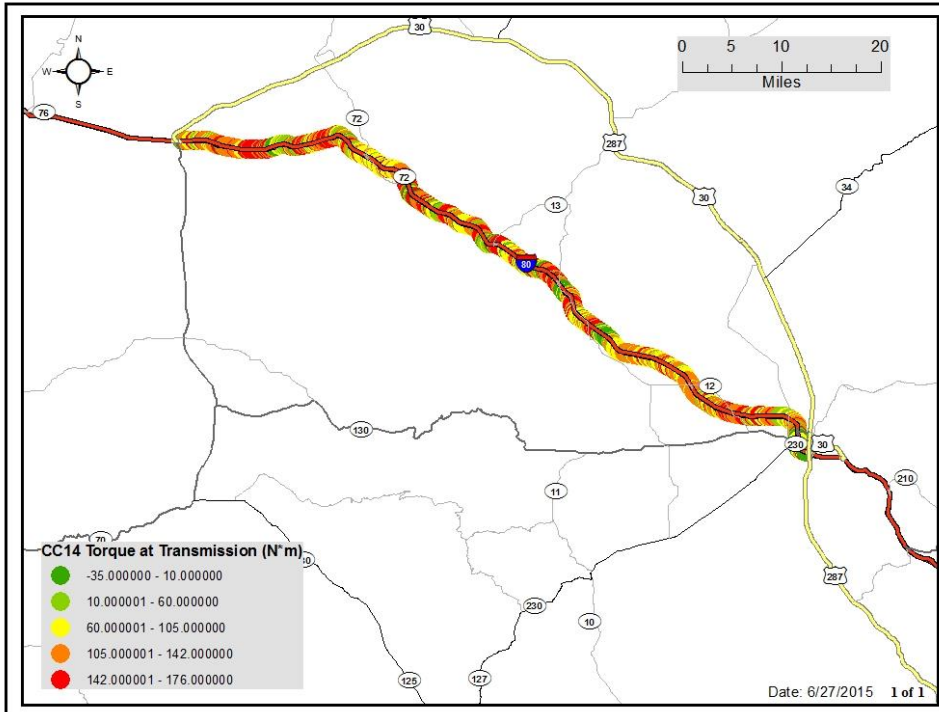 30
N
W E
S
0 5 10 20
Miles
76
72
287
72
34
30
13
80
12
230
30
130
210
11
70
CC14 Torque at Transmission (N*m)
-35.000000 - 10.000000
10.000001 - 60.000000
60.000001 - 105.000000
105.000001 - 142.000000
142.000001 - 176.000000
287
230
10
125
127
Date: 6/27/2015 1 of 1